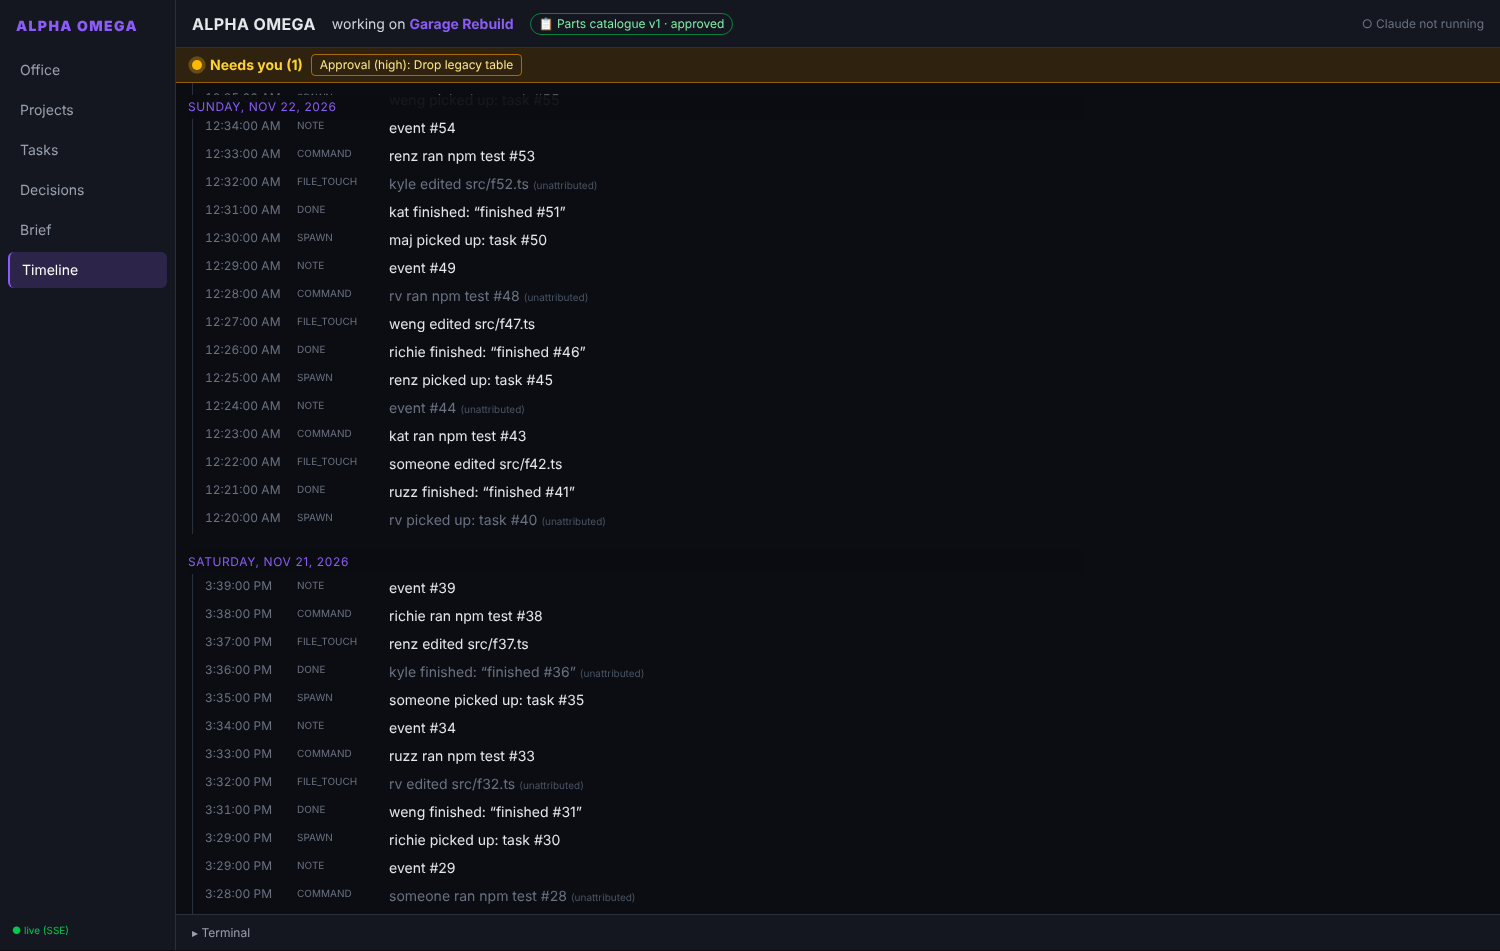 ALPHA OMEGA
Office
Projects
Tasks
Decisions
Brief
Timeline
live (SSE)
ALPHA OMEGA working on Garage Rebuild 📋 Parts catalogue v1 · approved ○ Claude not running
Needs you (1) Approval (high): Drop legacy table
weng picked up: task #55
SUNDAY, NOV 22, 2026
12:34:00 AM NOTE event #54
12:33:00 AM COMMAND renz ran npm test #53
12:32:00 AM FILE_TOUCH kyle edited src/f52.ts (unattributed)
12:31:00 AM DONE kat finished: “finished #51”
12:30:00 AM SPAWN maj picked up: task #50
12:29:00 AM NOTE event #49
12:28:00 AM COMMAND rv ran npm test #48 (unattributed)
12:27:00 AM FILE_TOUCH weng edited src/f47.ts
12:26:00 AM DONE richie finished: “finished #46”
12:25:00 AM SPAWN renz picked up: task #45
12:24:00 AM NOTE event #44 (unattributed)
12:23:00 AM COMMAND kat ran npm test #43
12:22:00 AM FILE_TOUCH someone edited src/f42.ts
12:21:00 AM DONE ruzz finished: “finished #41”
12:20:00 AM SPAWN rv picked up: task #40 (unattributed)
SATURDAY, NOV 21, 2026
3:39:00 PM NOTE event #39
3:38:00 PM COMMAND richie ran npm test #38
3:37:00 PM FILE_TOUCH renz edited src/f37.ts
3:36:00 PM DONE kyle finished: “finished #36” (unattributed)
3:35:00 PM SPAWN someone picked up: task #35
3:34:00 PM NOTE event #34
3:33:00 PM COMMAND ruzz ran npm test #33
3:32:00 PM FILE_TOUCH rv edited src/f32.ts (unattributed)
3:31:00 PM DONE weng finished: “finished #31”
3:29:00 PM SPAWN richie picked up: task #30
3:29:00 PM NOTE event #29
3:28:00 PM COMMAND someone ran npm test #28 (unattributed)
▸ Terminal